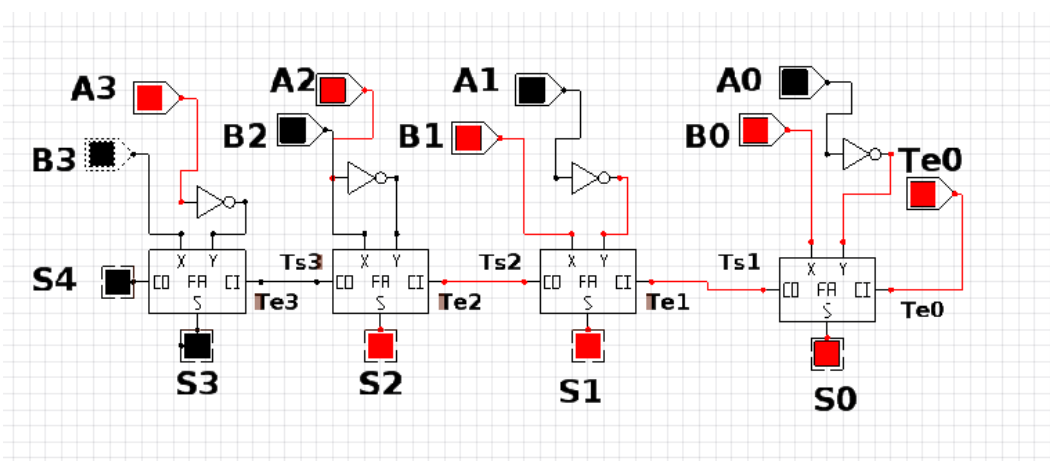 A3
A2
A1
A0
B3
B2
B1
B0
Te0
X Y
CO FA CI
S
X Y
CO FA CI
S
X Y
CO FA CI
S
X Y
CO FA CI
S
S4
Ts3
Te3
Ts2
Te2
Ts1
Te1
Te0
S3
S2
S1
S0